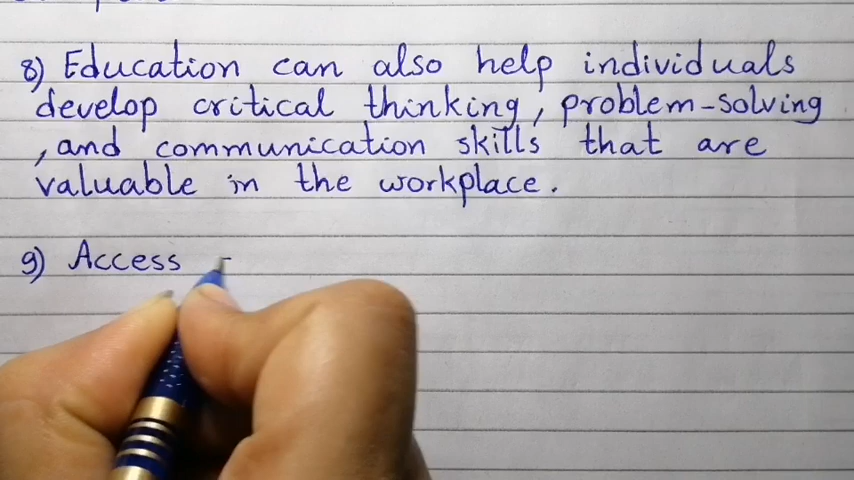 8) Education can also help individuals
develop critical thinking, problem-solving
,and communication skills that are
valuable in the workplace.
9) Access